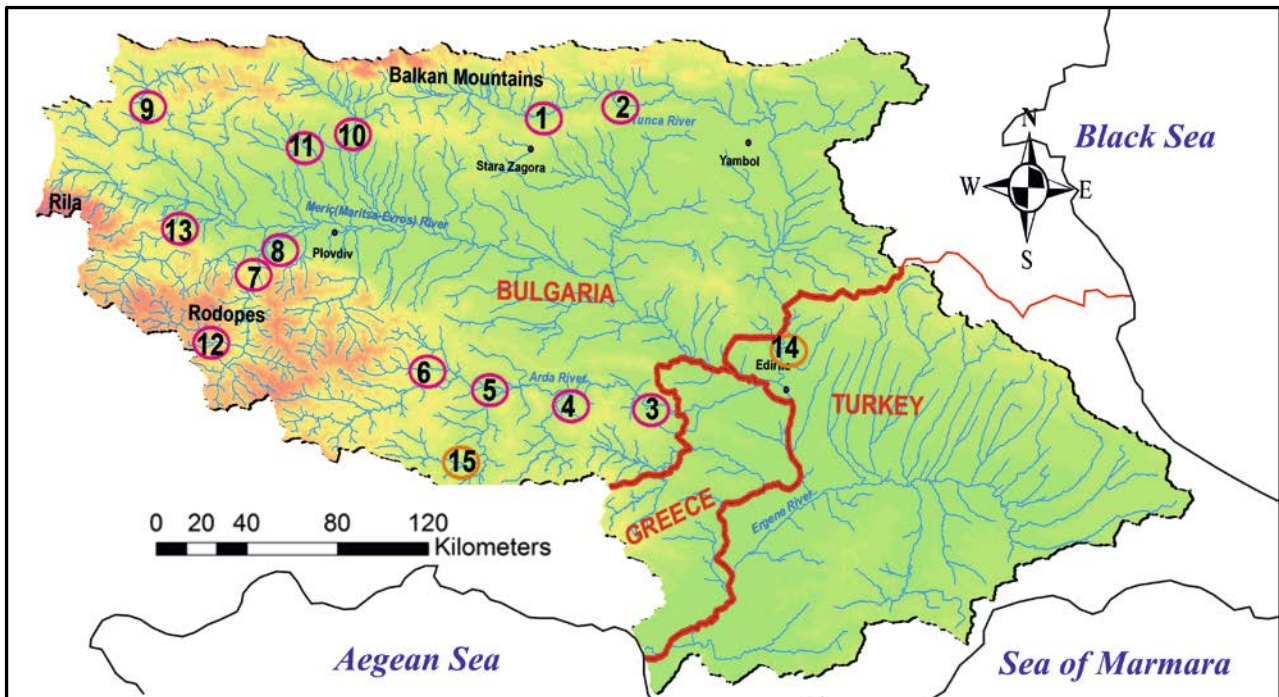 Balkan Mountains
Black Sea
9
1
2
Tunca River
10
11
N
Stara Zagora
Yambol
W
E
Rila
Meriç(Maritsa-Evros) River
13
8
Plovdiv
S
7
BULGARIA
Rodopes
12
14
Edirne
6
5
Arda River
4
3
TURKEY
15
GREECE
Ergene River
0 20 40 80 120
Kilometers
Aegean Sea
Sea of Marmara